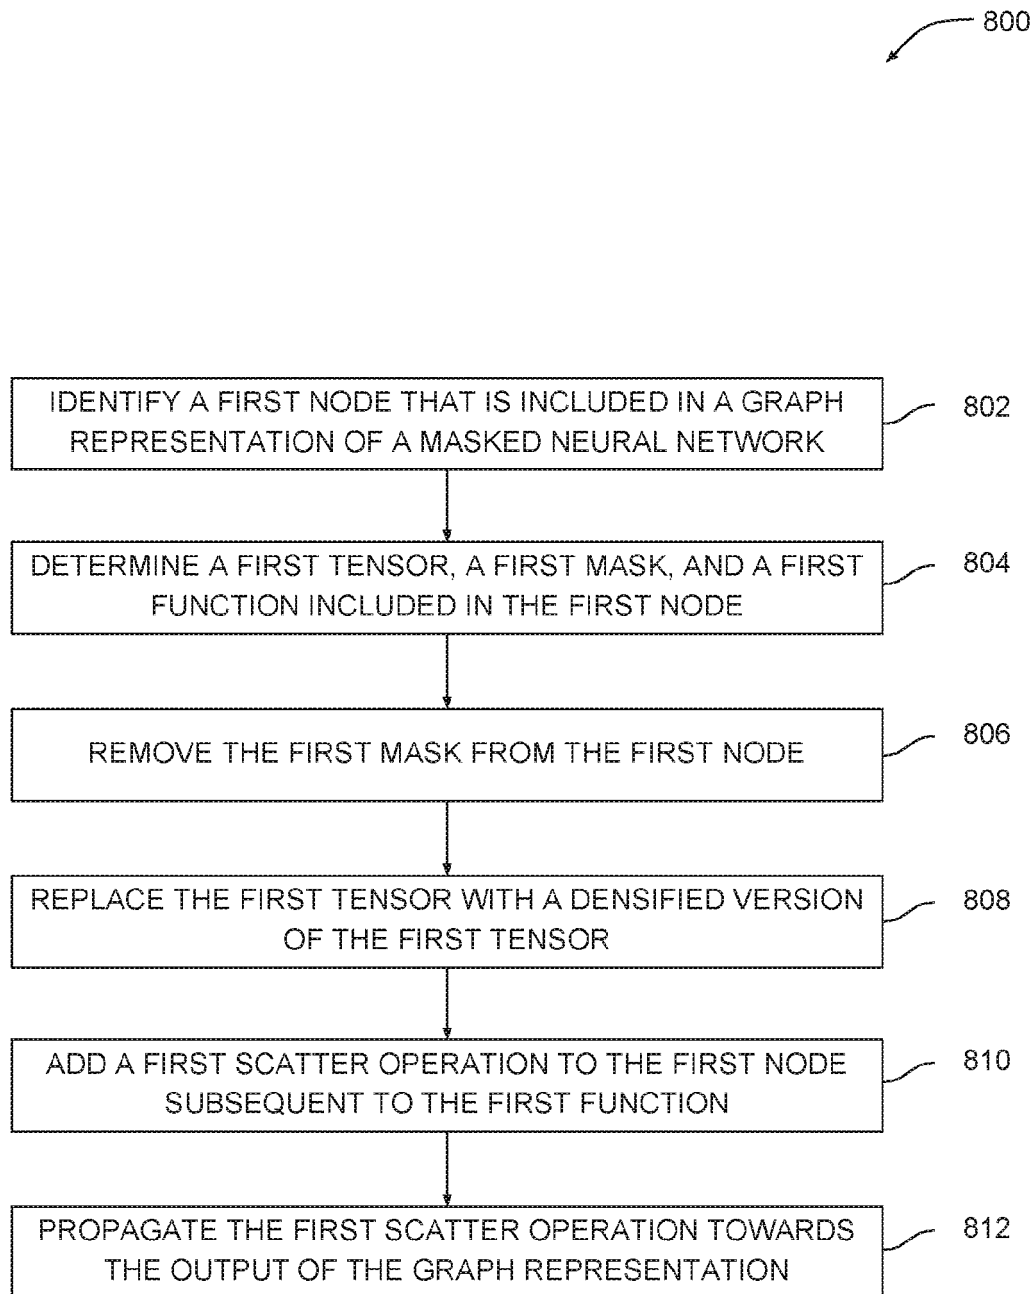 800
IDENTIFY A FIRST NODE THAT IS INCLUDED IN A GRAPH
REPRESENTATION OF A MASKED NEURAL NETWORK
802
DETERMINE A FIRST TENSOR, A FIRST MASK, AND A FIRST
FUNCTION INCLUDED IN THE FIRST NODE
804
REMOVE THE FIRST MASK FROM THE FIRST NODE
806
REPLACE THE FIRST TENSOR WITH A DENSIFIED VERSION
OF THE FIRST TENSOR
808
ADD A FIRST SCATTER OPERATION TO THE FIRST NODE
SUBSEQUENT TO THE FIRST FUNCTION
810
PROPAGATE THE FIRST SCATTER OPERATION TOWARDS
THE OUTPUT OF THE GRAPH REPRESENTATION
812